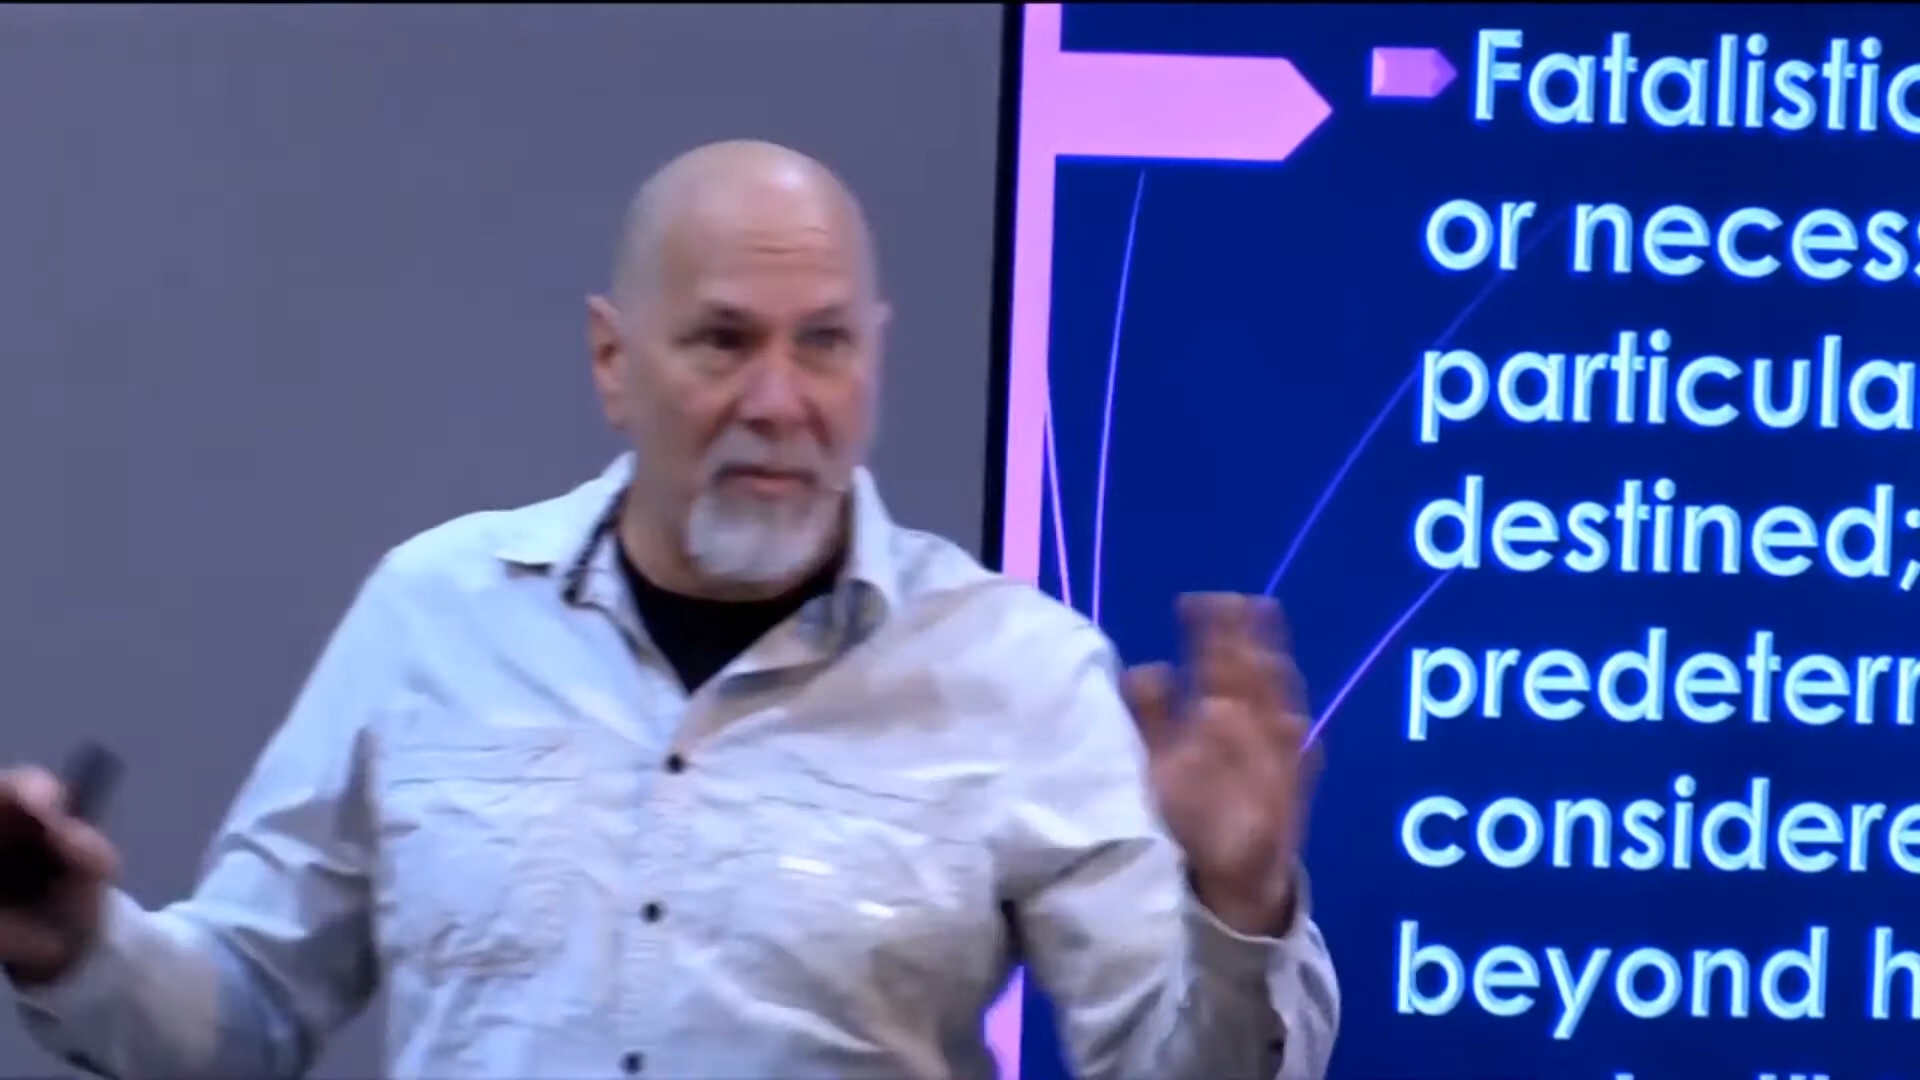 Fatalistic
or necess
particula
destined;
predeterr
considere
beyond h